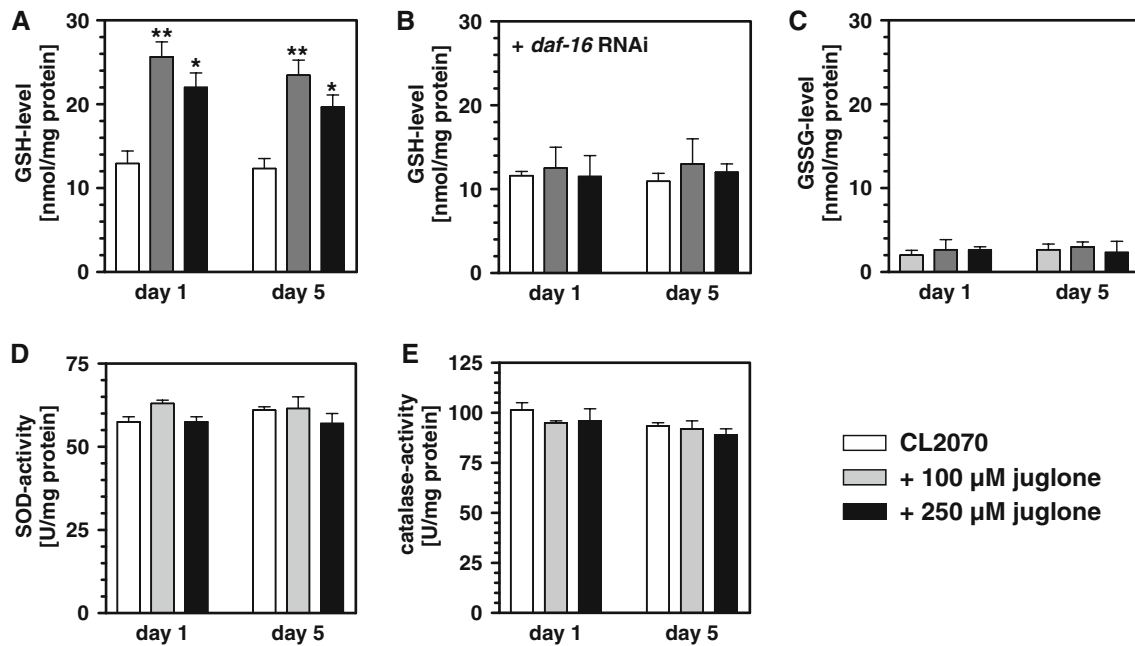 A
GSH-level
[nmol/mg protein]
30
20
10
0
**
*
**
*
day 1
day 5
B
GSH-level
[nmol/mg protein]
30
20
10
0
+ daf-16 RNAi
day 1
day 5
C
GSSG-level
[nmol/mg protein]
30
20
10
0
day 1
day 5
D
SOD-activity
[U/mg protein]
75
50
25
0
day 1
day 5
E
catalase-activity
[U/mg protein]
125
100
75
50
25
0
day 1
day 5
CL2070
+ 100 µM juglone
+ 250 µM juglone